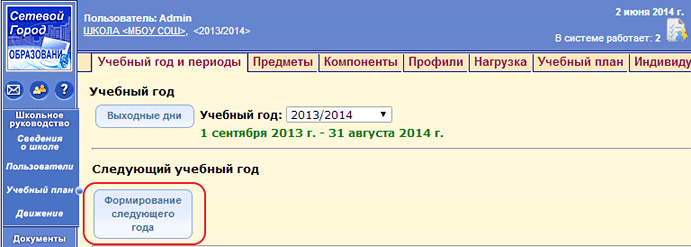 Сетевой
Город
ОБРАЗОВАНИ
Пользователь: Admin
ШКОЛА <МБОУ СОШ>, <2013/2014>
2 июня 2014 г.
В системе работает: 2
Учебный год и периоды Предметы Компоненты Профили Нагрузка Учебный план Индивиду
?
Школьное
руководство
Сведения
о школе
Пользователи
Учебный план
Движение
Документы
Учебный год
Выходные дни Учебный год: 2013/2014
1 сентября 2013 г. - 31 августа 2014 г.
Следующий учебный год
Формирование
следующего
года